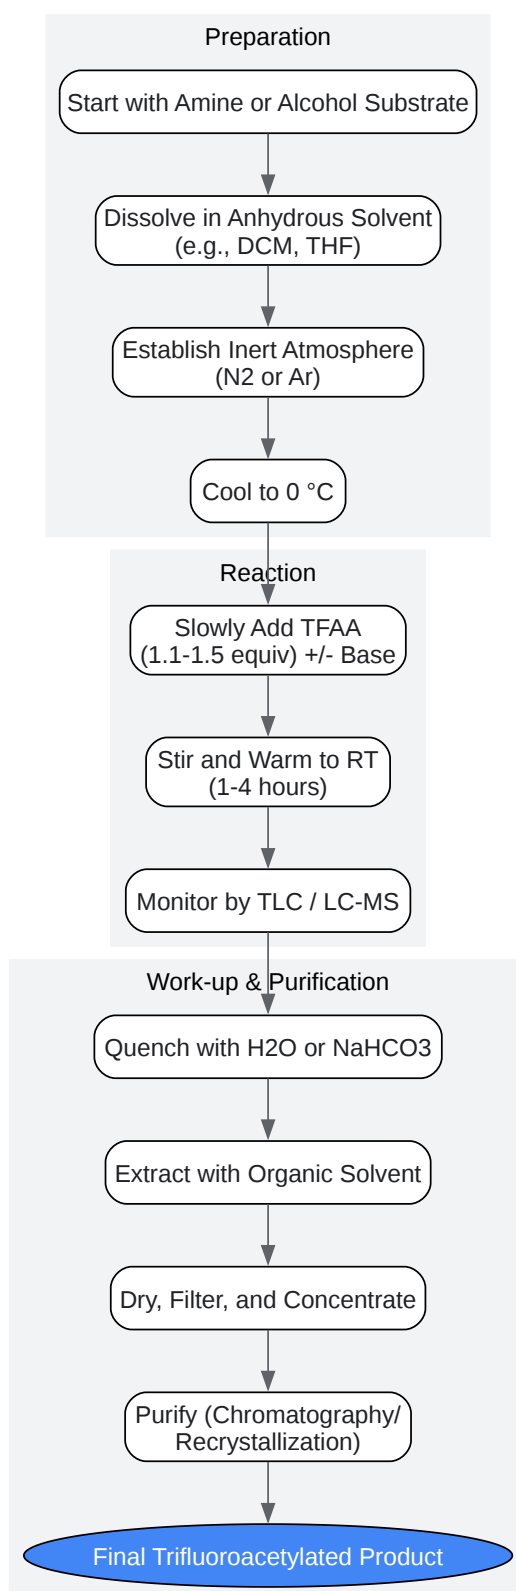 Preparation
Start with Amine or Alcohol Substrate
Dissolve in Anhydrous Solvent
(e.g., DCM, THF)
Establish Inert Atmosphere
(N2 or Ar)
Cool to 0 °C
Reaction
Slowly Add TFAA
(1.1-1.5 equiv) +/- Base
Stir and Warm to RT
(1-4 hours)
Monitor by TLC / LC-MS
Work-up & Purification
Quench with H2O or NaHCO3
Extract with Organic Solvent
Dry, Filter, and Concentrate
Purify (Chromatography/
Recrystallization)
Final Trifluoroacetylated Product